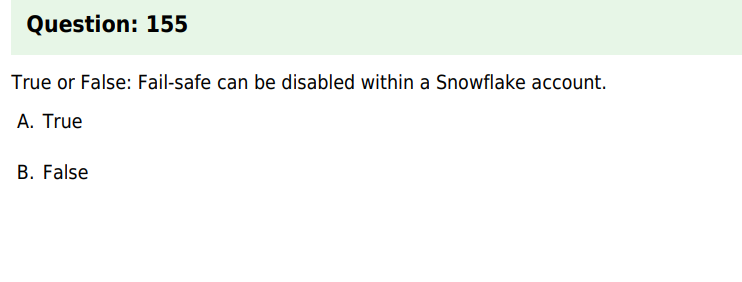 Question: 155
True or False: Fail-safe can be disabled within a Snowflake account.
A. True
B. False